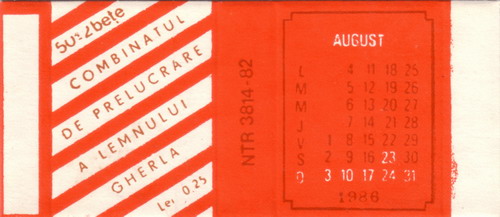 50±2bețe
COMBINATUL
DE PRELUCRARE
A LEMNULUI
GHERLA
Lei 0,25
NTR 3814-82
AUGUST
L 4 11 18 25
M 5 12 19 26
M 6 13 20 27
J 7 14 21 28
V 1 8 15 22 29
S 2 9 16 23 30
D 3 10 17 24 31
1986